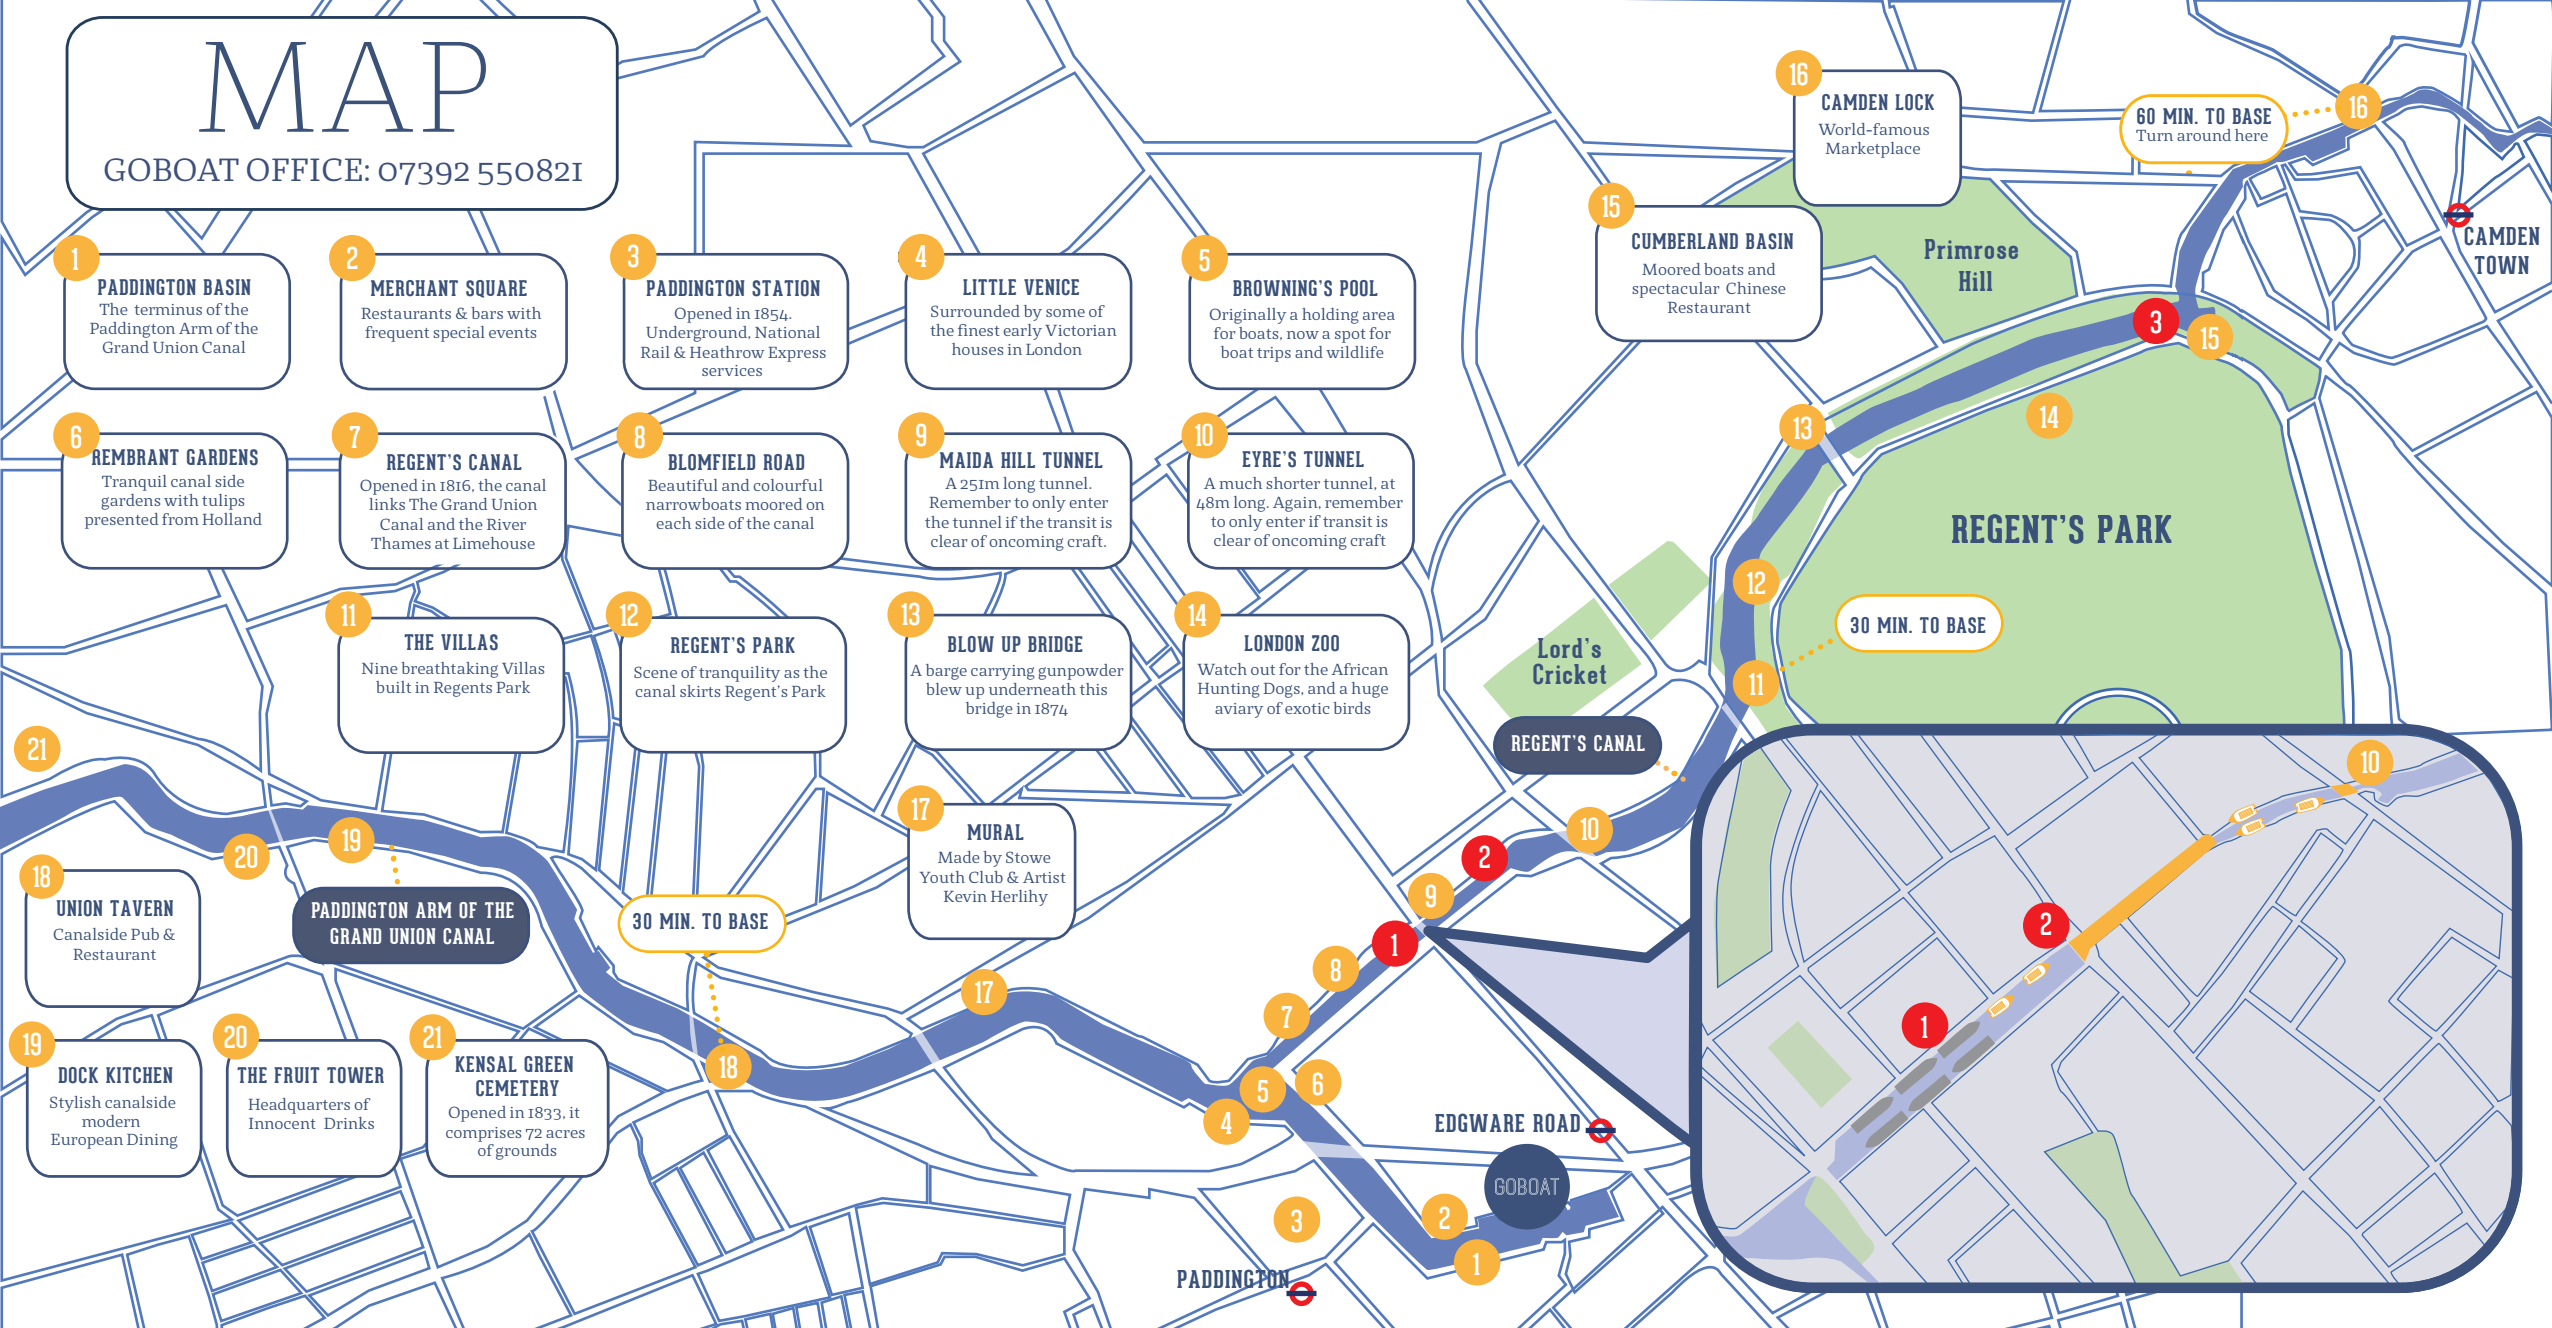 MAP
GOBOAT OFFICE: 07392 550821
1
PADDINGTON BASIN
The terminus of the
Paddington Arm of the
Grand Union Canal
2
MERCHANT SQUARE
Restaurants & bars with
frequent special events
3
PADDINGTON STATION
Opened in 1854.
Underground, National
Rail & Heathrow Express
services
4
LITTLE VENICE
Surrounded by some of
the finest early Victorian
houses in London
5
BROWNING'S POOL
Originally a holding area
for boats, now a spot for
boat trips and wildlife
6
REMBRANT GARDENS
Tranquil canal side
gardens with tulips
presented from Holland
7
REGENT'S CANAL
Opened in 1816, the canal
links The Grand Union
Canal and the River
Thames at Limehouse
8
BLOMFIELD ROAD
Beautiful and colourful
narrowboats moored on
each side of the canal
9
MAIDA HILL TUNNEL
A 251m long tunnel.
Remember to only enter
the tunnel if the transit is
clear of oncoming craft.
10
EYRE'S TUNNEL
A much shorter tunnel, at
48m long. Again, remember
to only enter if transit is
clear of oncoming craft
11
THE VILLAS
Nine breathtaking Villas
built in Regents Park
12
REGENT'S PARK
Scene of tranquility as the
canal skirts Regent's Park
13
BLOW UP BRIDGE
A barge carrying gunpowder
blew up underneath this
bridge in 1874
14
LONDON ZOO
Watch out for the African
Hunting Dogs, and a huge
aviary of exotic birds
15
CUMBERLAND BASIN
Moored boats and
spectacular Chinese
Restaurant
16
CAMDEN LOCK
World-famous
Marketplace
17
MURAL
Made by Stowe
Youth Club & Artist
Kevin Herlihy
18
UNION TAVERN
Canalside Pub &
Restaurant
19
DOCK KITCHEN
Stylish canalside
modern
European Dining
20
THE FRUIT TOWER
Headquarters of
Innocent Drinks
21
KENSAL GREEN
CEMETERY
Opened in 1833, it
comprises 72 acres
of grounds
60 MIN. TO BASE
Turn around here
16
CAMDEN
TOWN
Primrose
Hill
3
15
14
13
REGENT'S PARK
12
30 MIN. TO BASE
11
Lord's
Cricket
REGENT'S CANAL
10
2
9
1
8
7
6
5
4
21
20
19
PADDINGTON ARM OF THE
GRAND UNION CANAL
30 MIN. TO BASE
18
17
EDGWARE ROAD
GOBOAT
3
2
1
PADDINGTON
10
2
1